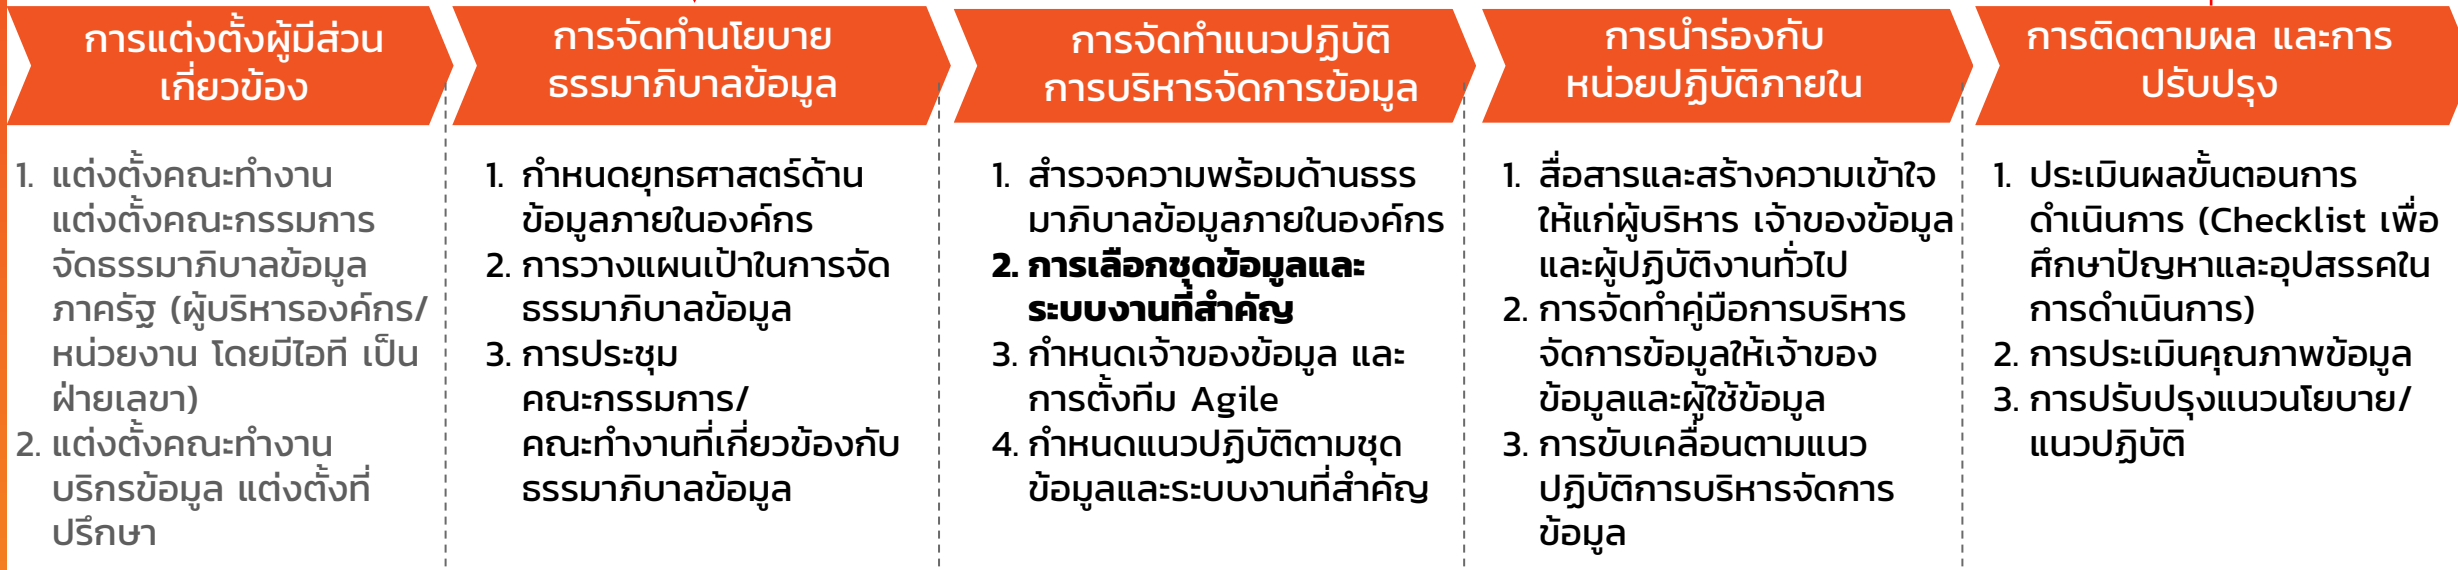 การแต่งตั้งผู้มีส่วน
เกี่ยวข้อง
1. แต่งตั้งคณะทำงาน
แต่งตั้งคณะกรรมการ
จัดธรรมาภิบาลข้อมูล
ภาครัฐ (ผู้บริหารองค์กร/
หน่วยงาน โดยมีไอที เป็น
ฝ่ายเลขา)
2. แต่งตั้งคณะทำงาน
บริกรข้อมูล แต่งตั้งที่
ปรึกษา
การจัดทำนโยบาย
ธรรมาภิบาลข้อมูล
1. กำหนดยุทธศาสตร์ด้าน
ข้อมูลภายในองค์กร
2. การวางแผนเป้าในการจัด
ธรรมาภิบาลข้อมูล
3. การประชุม
คณะกรรมการ/
คณะทำงานที่เกี่ยวข้องกับ
ธรรมาภิบาลข้อมูล
การจัดทำแนวปฏิบัติ
การบริหารจัดการข้อมูล
1. สำรวจความพร้อมด้านธรร
มาภิบาลข้อมูลภายในองค์กร
2. การเลือกชุดข้อมูลและ
ระบบงานที่สำคัญ
3. กำหนดเจ้าของข้อมูล และ
การตั้งทีม Agile
4. กำหนดแนวปฏิบัติตามชุด
ข้อมูลและระบบงานที่สำคัญ
การนำร่องกับ
หน่วยปฏิบัติภายใน
1. สื่อสารและสร้างความเข้าใจ
ให้แก่ผู้บริหาร เจ้าของข้อมูล
และผู้ปฏิบัติงานทั่วไป
2. การจัดทำคู่มือการบริหาร
จัดการข้อมูลให้เจ้าของ
ข้อมูลและผู้ใช้ข้อมูล
3. การขับเคลื่อนตามแนว
ปฏิบัติการบริหารจัดการ
ข้อมูล
การติดตามผล และการ
ปรับปรุง
1. ประเมินผลขั้นตอนการ
ดำเนินการ (Checklist เพื่อ
ศึกษาปัญหาและอุปสรรคใน
การดำเนินการ)
2. การประเมินคุณภาพข้อมูล
3. การปรับปรุงแนวนโยบาย/
แนวปฏิบัติ